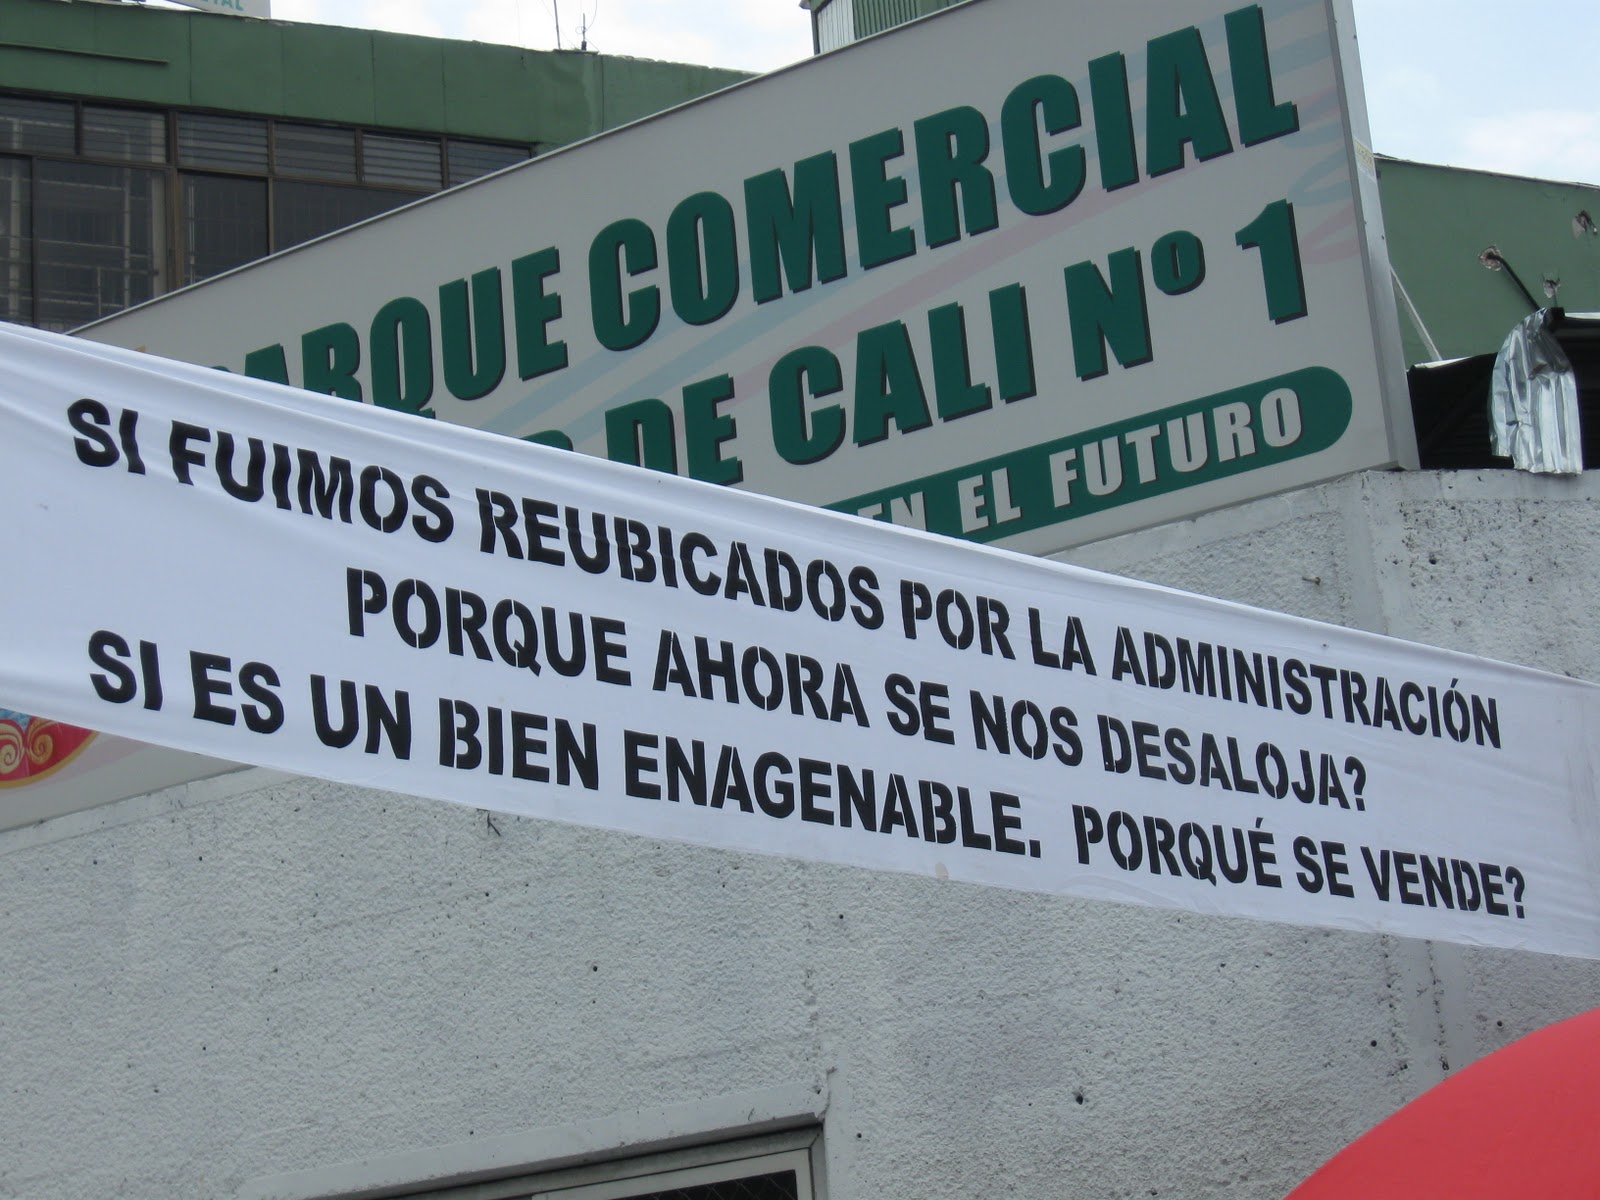 PARQUE COMERCIAL
DE CALI Nº 1
EN EL FUTURO
SI FUIMOS REUBICADOS POR LA ADMINISTRACIÓN
PORQUE AHORA SE NOS DESALOJA?
SI ES UN BIEN ENAGENABLE. PORQUÉ SE VENDE?